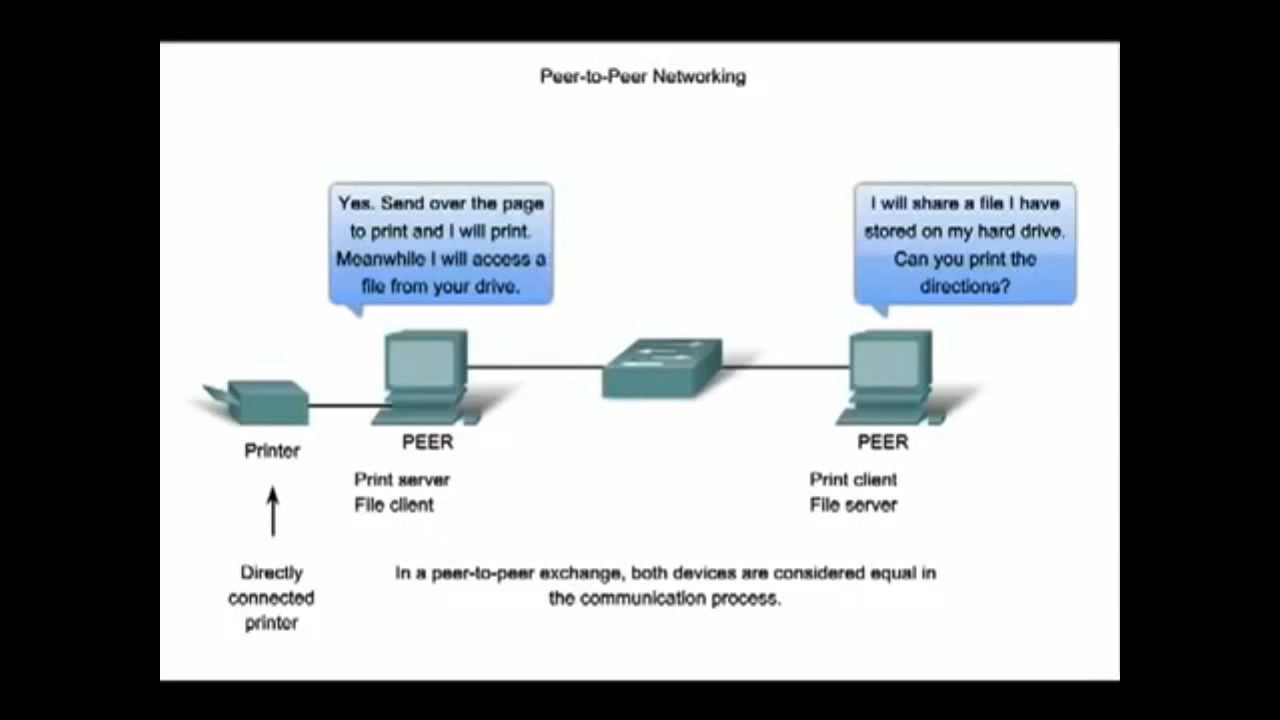 Peer-to-Peer Networking
Yes. Send over the page
to print and I will print.
Meanwhile I will access a
file from your drive.
I will share a file I have
stored on my hard drive.
Can you print the
directions?
Printer
PEER
PEER
Print server
File client
Print client
File server
Directly
connected
printer
In a peer-to-peer exchange, both devices are considered equal in
the communication process.